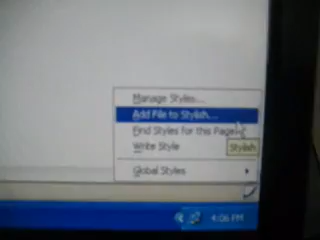 Manage Styles...
Add File to Stylish...
Find Styles for this Page
Write Style
Stylish
Global Styles
4:06 PM